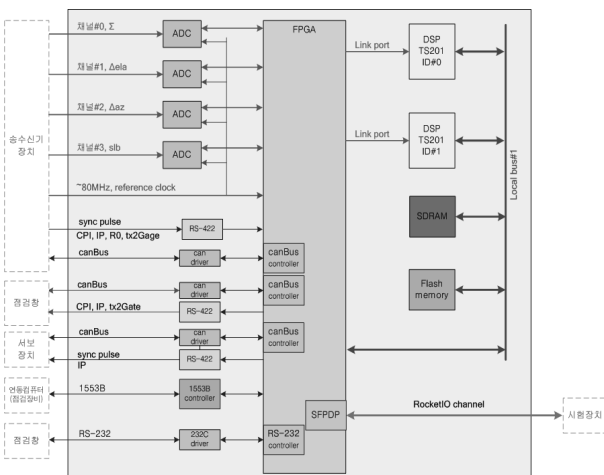 채널#0, Σ
ADC
FPGA
Link port
DSP
TS201
ID#0
채널#1, Δela
ADC
채널#2, Δaz
ADC
송수신기
장치
채널#3, slb
ADC
Link port
DSP
TS201
ID#1
Local bus#1
~80MHz, reference clock
SDRAM
sync pulse
CPI, IP, R0, tx2Gage
RS-422
canBus
can
driver
canBus
controller
점검창
canBus
can
driver
canBus
controller
Flash
memory
CPI, IP, tx2Gate
RS-422
서보
장치
canBus
can
driver
canBus
controller
sync pulse
IP
RS-422
연동컴퓨터
(점검장비)
1553B
1553B
controller
SFPDP
RocketIO channel
시험장치
점검창
RS-232
232C
driver
RS-232
controller